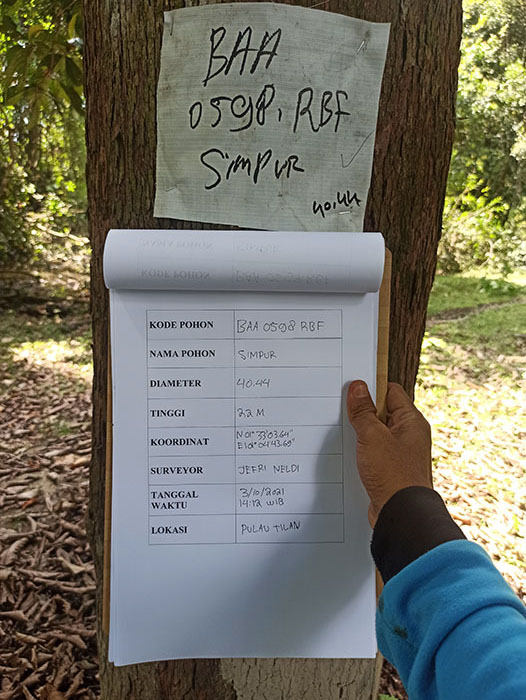 BAA
0598, RBF
SIMPUR
40.44
KODE POHON BAA 0598 RBF
NAMA POHON SIMPUR
DIAMETER 40.44
TINGGI 22 M
KOORDINAT N 01° 33'03.64"
E101° 04'43.69"
SURVEYOR JEFRI NELDI
TANGGAL 3/10/2021
WAKTU 14:12 WIB
LOKASI PULAU TILAN